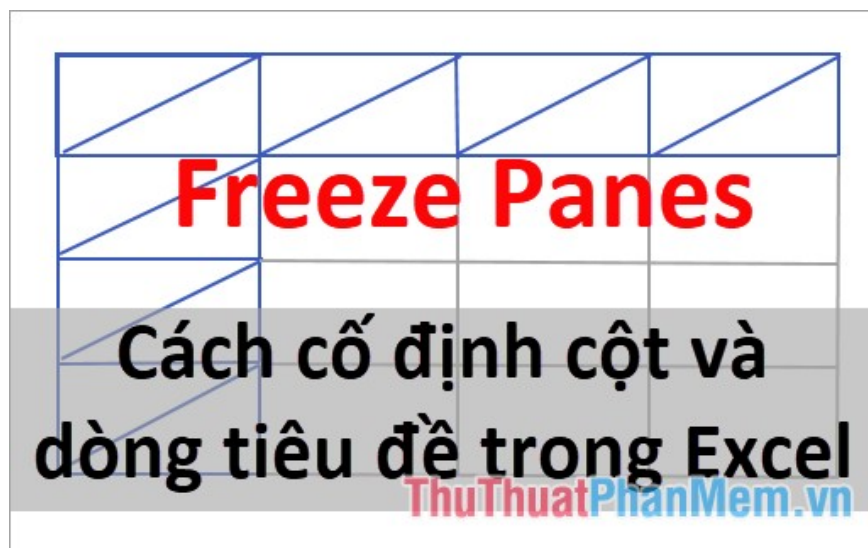 Freeze Panes
Cách cố định cột và
dòng tiêu đề trong Excel
ThuThuatPhanMem.vn